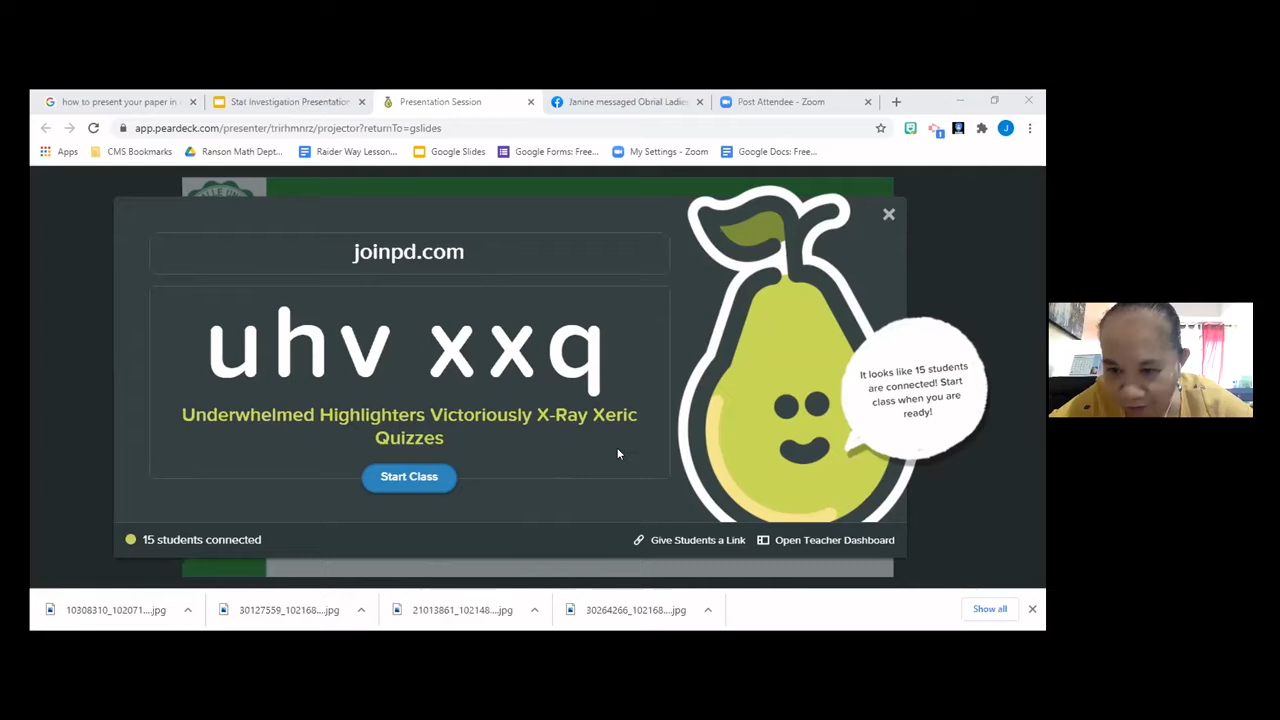 how to present your paper in
Stat Investigation Presentation
Presentation Session
Janine messaged Obrial Ladies
Post Attendee - Zoom
app.peardeck.com/presenter/trirhmnrz/projector?returnTo=gslides
J
Apps
CMS Bookmarks
Ranson Math Dept...
Raider Way Lesson...
Google Slides
Google Forms: Free...
My Settings - Zoom
Google Docs: Free...
joinpd.com
uhv xxq
Underwhelmed Highlighters Victoriously X-Ray Xeric
Quizzes
Start Class
It looks like 15 students
are connected! Start
class when you are
ready!
15 students connected
Give Students a Link
Open Teacher Dashboard
10308310_102071....jpg
30127559_102168....jpg
21013861_102148....jpg
30264266_102168....jpg
Show all